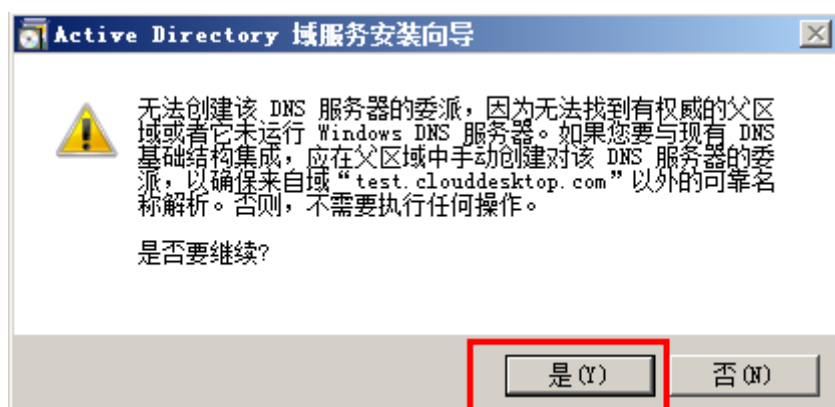 Active Directory 域服务安装向导
无法创建该 DNS 服务器的委派，因为无法找到有权威的父区
域或者它未运行 Windows DNS 服务器。如果您要与现有 DNS
基础结构集成，应在父区域中手动创建对该 DNS 服务器的委
派，以确保来自域“test.clouddesktop.com”以外的可靠名
称解析。否则，不需要执行任何操作。
是否要继续?
是(Y) 否(N)